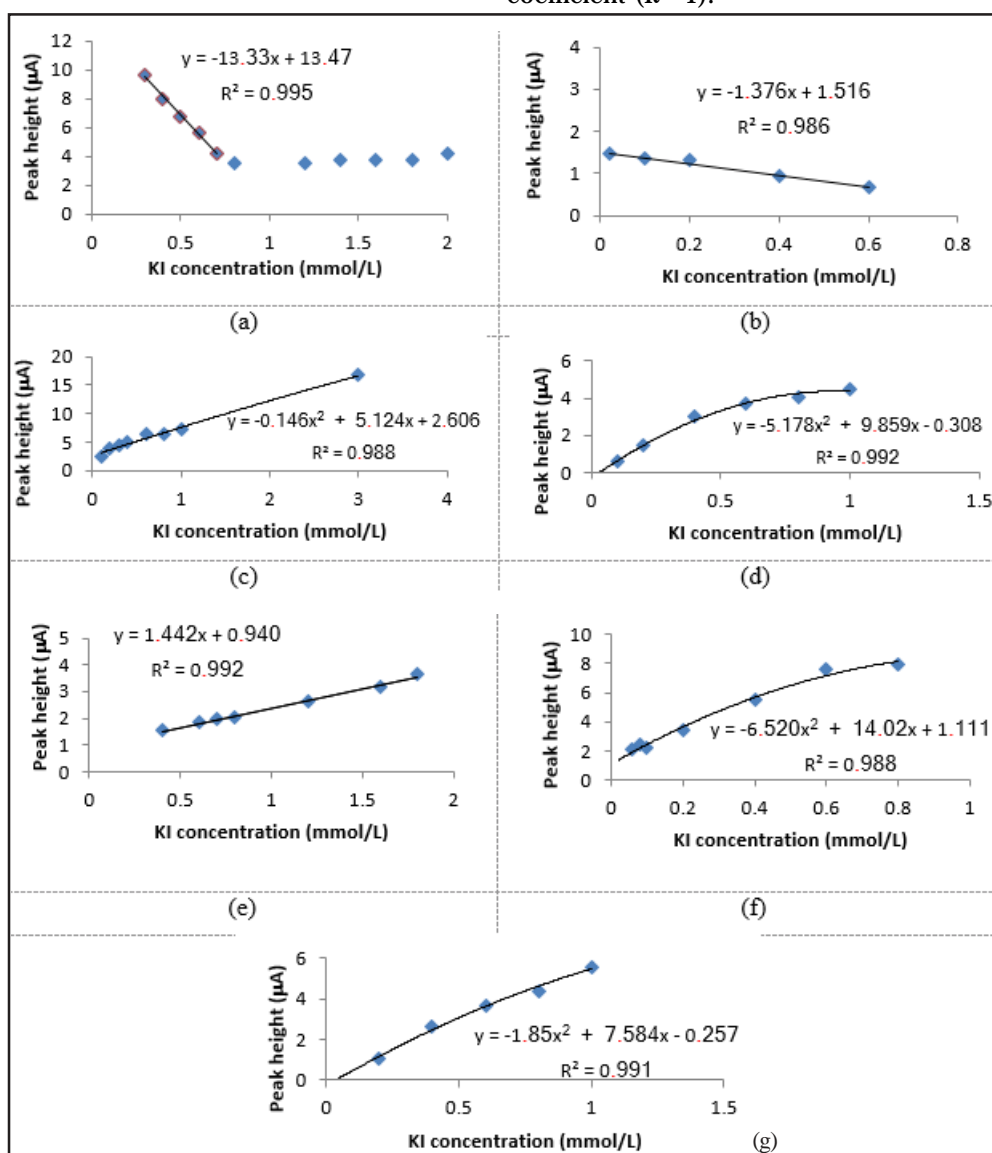 coefficient (R² ~1).
12
10
8
6
4
2
0
Peak height (µA)
y = -13.33x + 13.47
R² = 0.995
0 0.5 1 1.5 2
KI concentration (mmol/L)
(a)
4
3
2
1
0
Peak height (µA)
y = -1.376x + 1.516
R² = 0.986
0 0.2 0.4 0.6 0.8
KI concentration (mmol/L)
(b)
20
15
10
5
0
Peak height (µA)
y = -0.146x² + 5.124x + 2.606
R² = 0.988
0 1 2 3 4
KI concentration (mmol/L)
(c)
6
4
2
0
Peak height (µA)
y = -5.178x² + 9.859x - 0.308
R² = 0.992
0 0.5 1 1.5
KI concentration (mmol/L)
(d)
5
4
3
2
1
0
Peak height (µA)
y = 1.442x + 0.940
R² = 0.992
0 0.5 1 1.5 2
KI concentration (mmol/L)
(e)
10
8
6
4
2
0
Peak height (µA)
y = -6.520x² + 14.02x + 1.111
R² = 0.988
0 0.2 0.4 0.6 0.8 1
KI concentration (mmol/L)
(f)
6
4
2
0
Peak height (µA)
y = -1.85x² + 7.584x - 0.257
R² = 0.991
0 0.5 1 1.5
KI concentration (mmol/L)
(g)